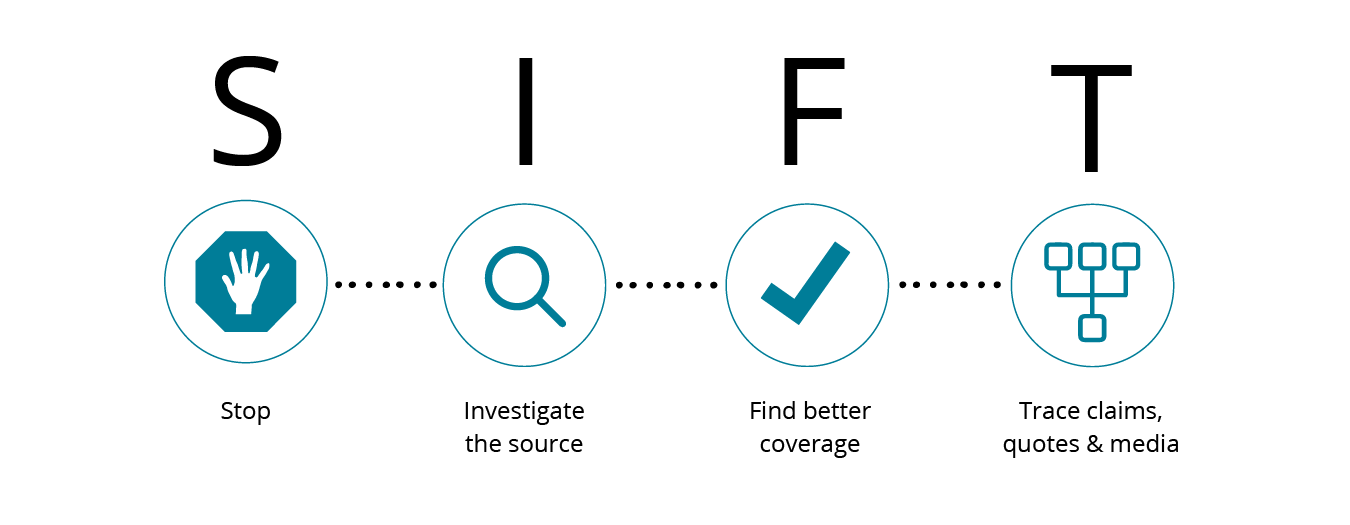 S I F T
Stop
Investigate
the source
Find better
coverage
Trace claims,
quotes & media